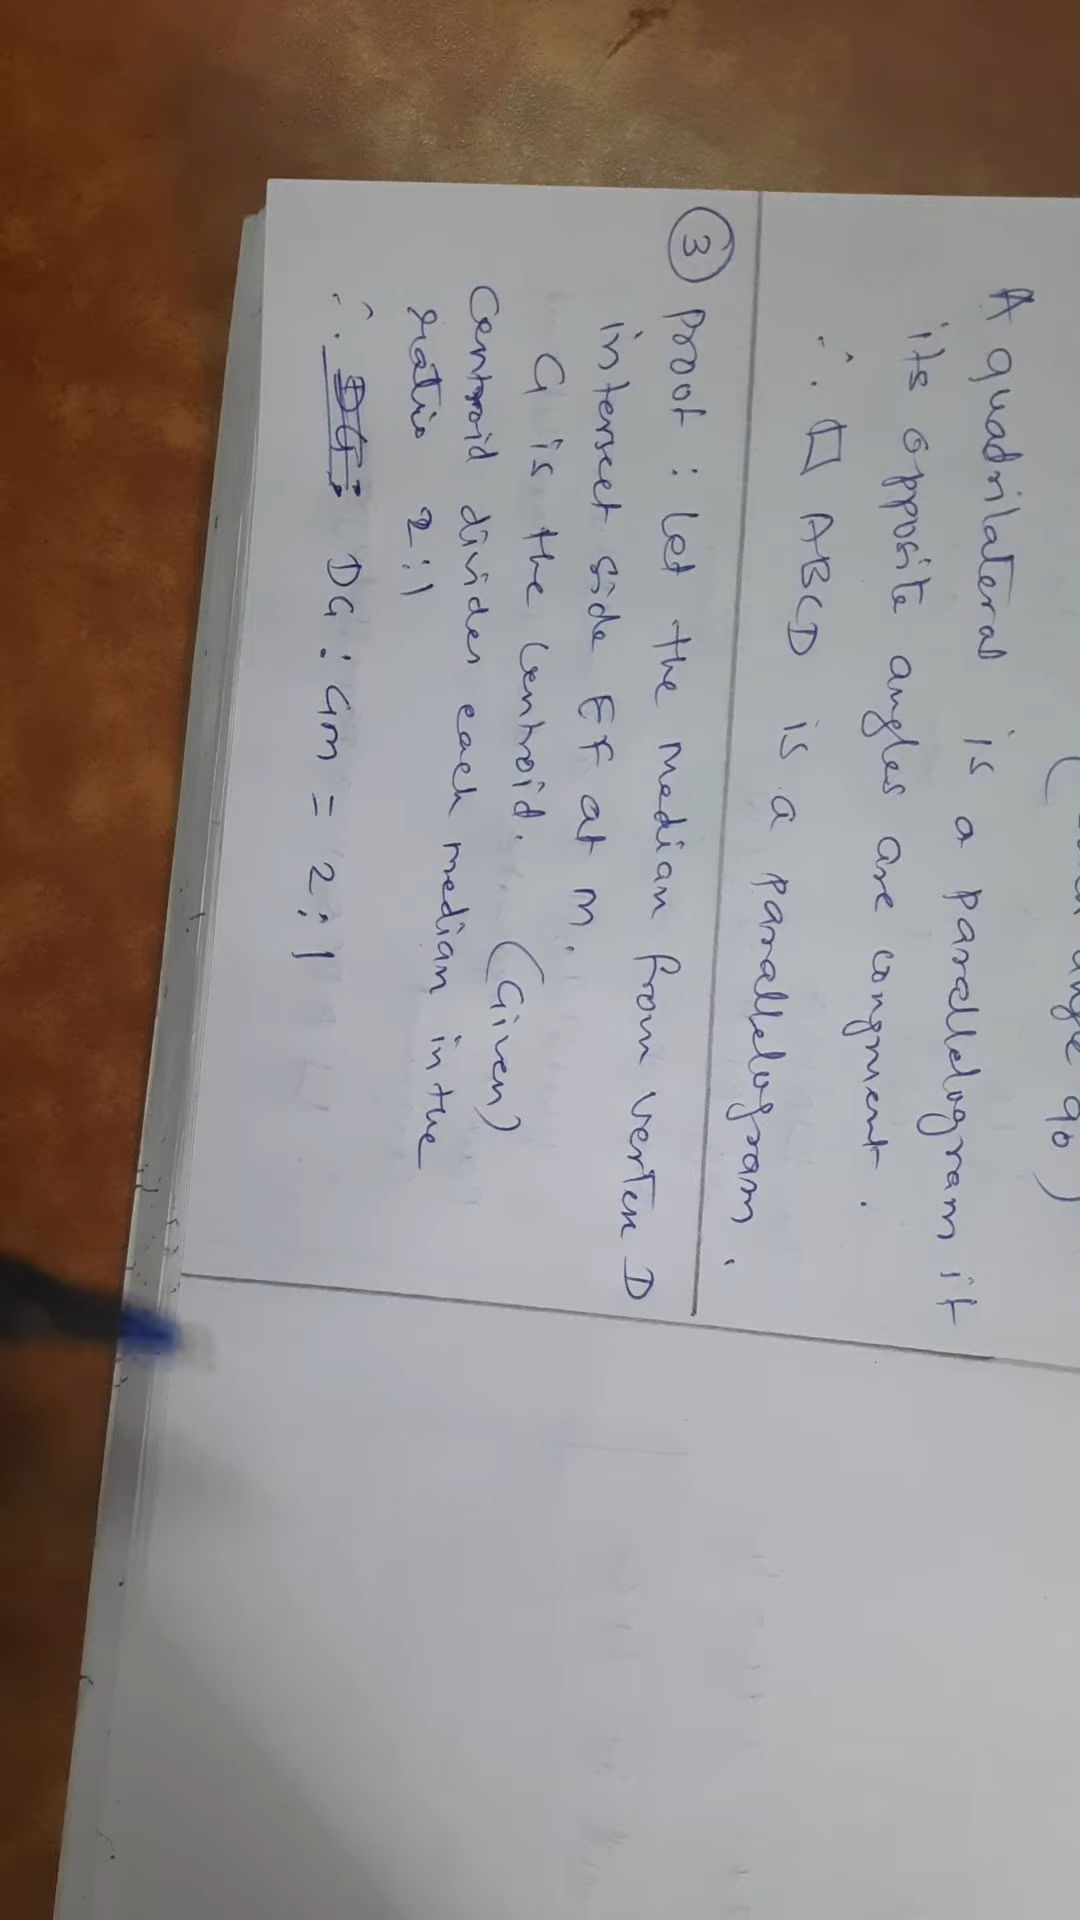 angle 90)
A quadrilateral is a parallelogram if
its opposite angles are congruent.
∴ □ ABCD is a parallelogram.
③ Proof : let the median from vertex D
intersect side EF at M.
G is the Centroid. (Given)
Centroid divides each median in the
ratio 2:1
∴ DG : GM = 2:1